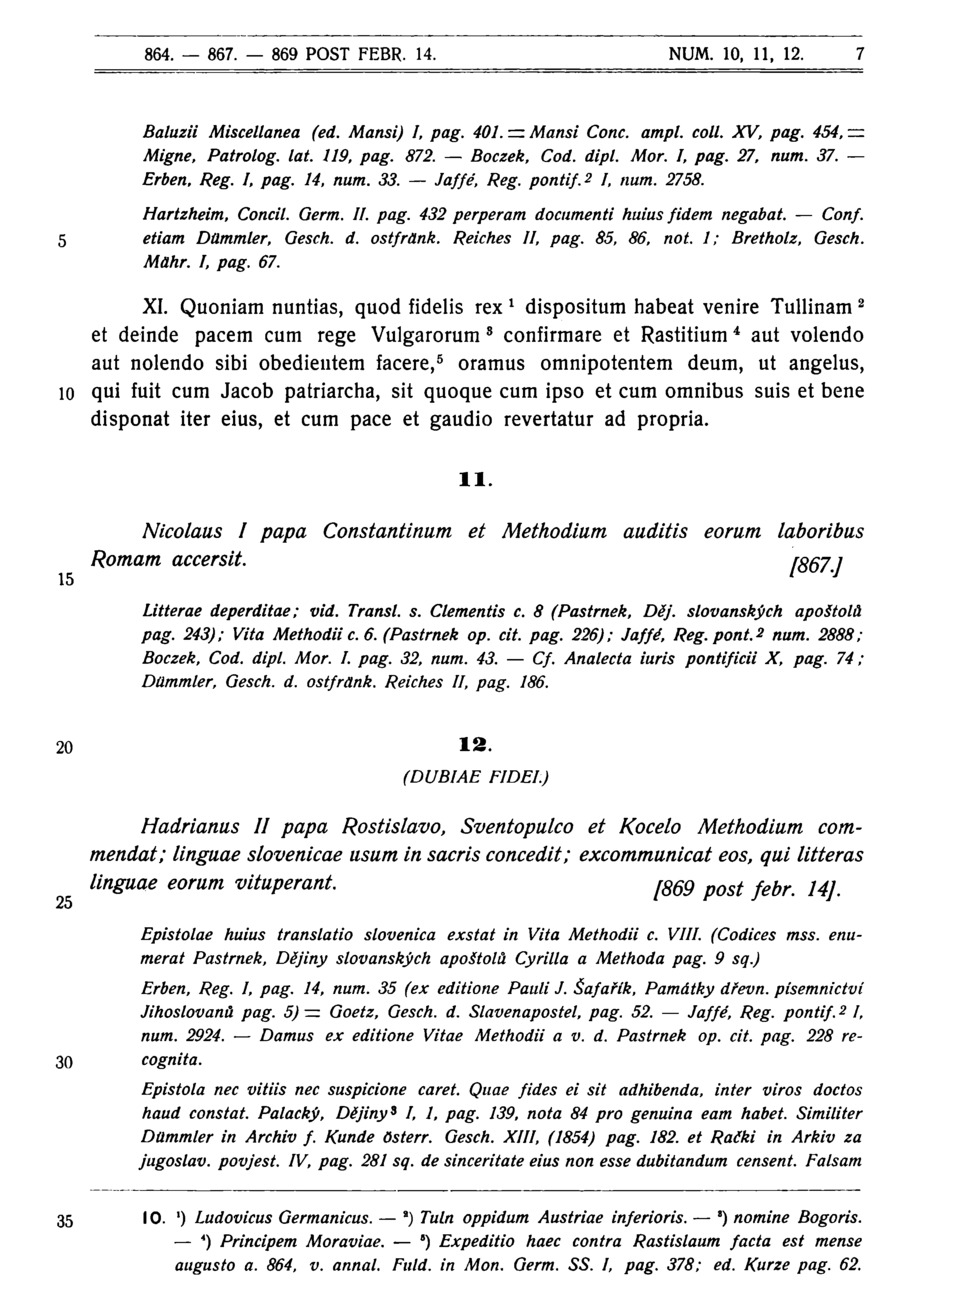 864. — 867. — 869 POST FEBR. 14. NUM. 10, 11, 12. 7
Baluzii Miscellanea (ed. Mansi) I, pag. 401. = Mansi Conc. ampl. coll. XV, pag. 454, =
Migne, Patrolog. lat. 119, pag. 872. — Boczek, Cod. dipl. Mor. I, pag. 27, num. 37. —
Erben, Reg. I, pag. 14, num. 33. — Jaffé, Reg. pontif.² I, num. 2758.
Hartzheim, Concil. Germ. II. pag. 432 perperam documenti huius fidem negabat. — Conf.
5 etiam Dümmler, Gesch. d. ostfränk. Reiches II, pag. 85, 86, not. 1; Bretholz, Gesch.
Mähr. I, pag. 67.
XI. Quoniam nuntias, quod fidelis rex ¹ dispositum habeat venire Tullinam ²
et deinde pacem cum rege Vulgarorum ³ confirmare et Rastitium ⁴ aut volendo
aut nolendo sibi obedientem facere,⁵ oramus omnipotentem deum, ut angelus,
10 qui fuit cum Jacob patriarcha, sit quoque cum ipso et cum omnibus suis et bene
disponat iter eius, et cum pace et gaudio revertatur ad propria.
11.
Nicolaus I papa Constantinum et Methodium auditis eorum laboribus
Romam accersit. [867.]
15
Litterae deperditae; vid. Transl. s. Clementis c. 8 (Pastrnek, Děj. slovanských apoštolů
pag. 243); Vita Methodii c. 6. (Pastrnek op. cit. pag. 226); Jaffé, Reg. pont.² num. 2888;
Boczek, Cod. dipl. Mor. I. pag. 32, num. 43. — Cf. Analecta iuris pontificii X, pag. 74;
Dümmler, Gesch. d. ostfränk. Reiches II, pag. 186.
20 12.
(DUBIAE FIDEI.)
Hadrianus II papa Rostislavo, Sventopulco et Kocelo Methodium com-
mendat; linguae slovenicae usum in sacris concedit; excommunicat eos, qui litteras
linguae eorum vituperant. [869 post febr. 14].
25
Epistolae huius translatio slovenica exstat in Vita Methodii c. VIII. (Codices mss. enu-
merat Pastrnek, Dějiny slovanských apoštolů Cyrilla a Methoda pag. 9 sq.)
Erben, Reg. I, pag. 14, num. 35 (ex editione Pauli J. Šafařík, Památky dřevn. písemnictví
Jihoslovanů pag. 5) = Goetz, Gesch. d. Slavenapostel, pag. 52. — Jaffé, Reg. pontif.² I,
num. 2924. — Damus ex editione Vitae Methodii a v. d. Pastrnek op. cit. pag. 228 re-
30 cognita.
Epistola nec vitiis nec suspicione caret. Quae fides ei sit adhibenda, inter viros doctos
haud constat. Palacký, Dějiny³ I, 1, pag. 139, nota 84 pro genuina eam habet. Similiter
Dümmler in Archiv f. Kunde österr. Gesch. XIII, (1854) pag. 182. et Rački in Arkiv za
jugoslav. povjest. IV, pag. 281 sq. de sinceritate eius non esse dubitandum censent. Falsam
35 10. ¹) Ludovicus Germanicus. — ²) Tuln oppidum Austriae inferioris. — ³) nomine Bogoris.
— ⁴) Principem Moraviae. — ⁵) Expeditio haec contra Rastislaum facta est mense
augusto a. 864, v. annal. Fuld. in Mon. Germ. SS. I, pag. 378; ed. Kurze pag. 62.